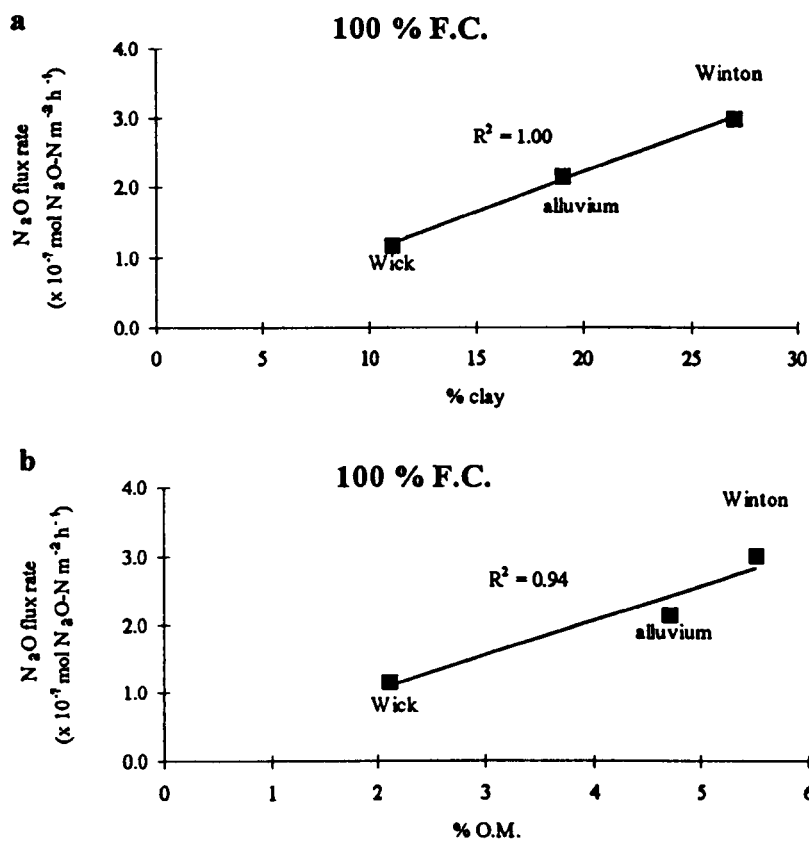 a
100 % F.C.
N₂O flux rate
(x 10⁻⁷ mol N₂O-N m⁻² h⁻¹)
4.0
3.0
2.0
1.0
0.0
Winton
R² = 1.00
alluvium
Wick
0 5 10 15 20 25 30
% clay
b
100 % F.C.
N₂O flux rate
(x 10⁻⁷ mol N₂O-N m⁻² h⁻¹)
4.0
3.0
2.0
1.0
0.0
Winton
R² = 0.94
alluvium
Wick
0 2 3 4 5 6
% O.M.